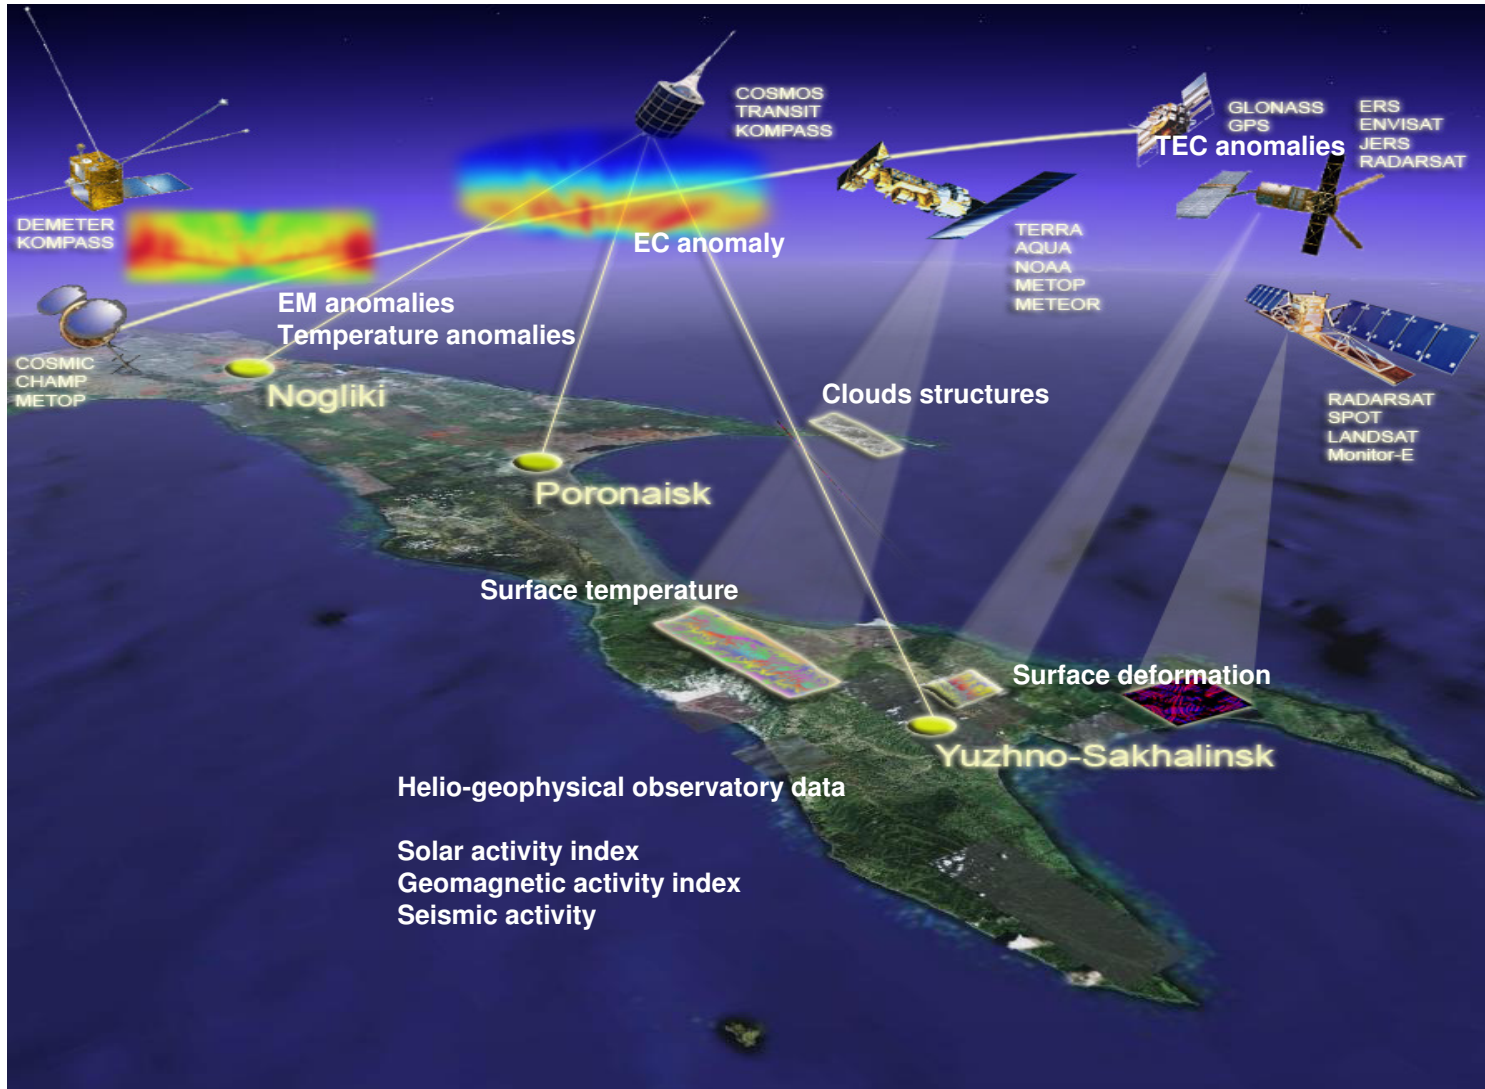 COSMOS
TRANSIT
KOMPASS
GLONASS
GPS
TEC anomalies
ERS
ENVISAT
JERS
RADARSAT
DEMETER
KOMPASS
EC anomaly
TERRA
AQUA
NOAA
METOP
METEOR
EM anomalies
Temperature anomalies
COSMIC
CHAMP
METOP
Nogliki
Clouds structures
RADARSAT
SPOT
LANDSAT
Monitor-E
Poronaisk
Surface temperature
Surface deformation
Yuzhno-Sakhalinsk
Helio-geophysical observatory data
Solar activity index
Geomagnetic activity index
Seismic activity